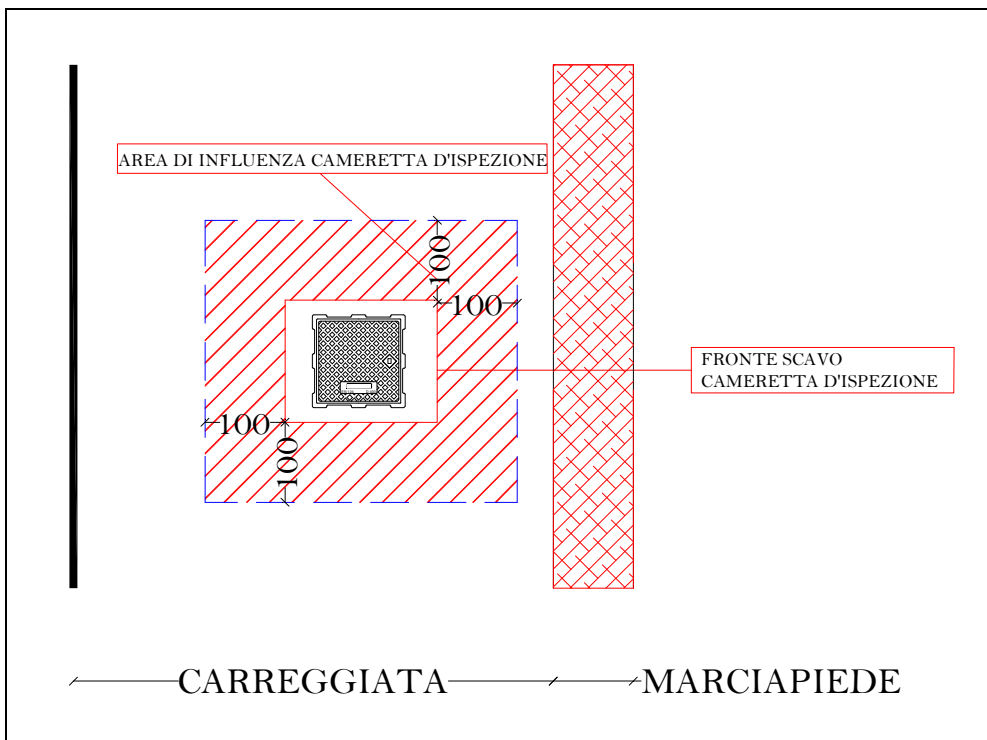 AREA DI INFLUENZA CAMERETTA D'ISPEZIONE
100
100
FRONTE SCAVO
CAMERETTA D'ISPEZIONE
100
100
CARREGGIATA
MARCIAPIEDE